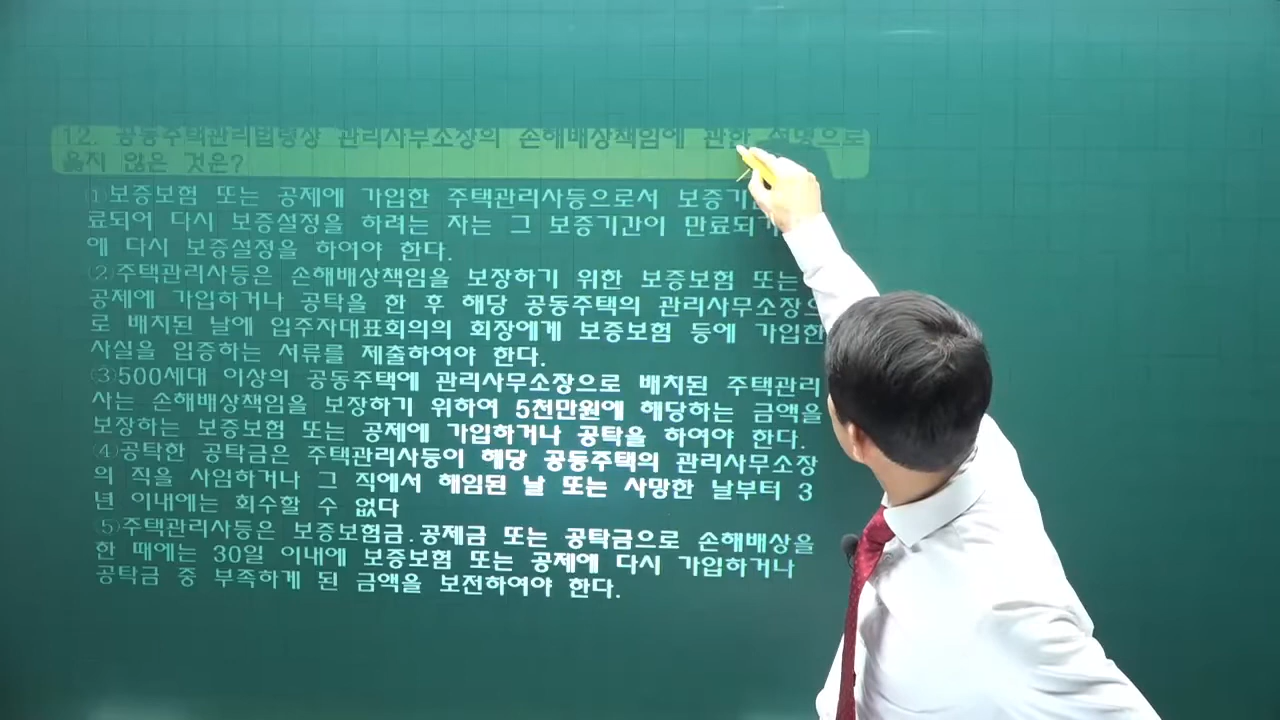 12. 공동주택관리법령상 관리사무소장의 손해배상책임에 관한 설명으로
옳지 않은 것은?
①보증보험 또는 공제에 가입한 주택관리사등으로서 보증기
료되어 다시 보증설정을 하려는 자는 그 보증기간이 만료되기
에 다시 보증설정을 하여야 한다.
②주택관리사등은 손해배상책임을 보장하기 위한 보증보험 또는
공제에 가입하거나 공탁을 한 후 해당 공동주택의 관리사무소장으
로 배치된 날에 입주자대표회의의 회장에게 보증보험 등에 가입한
사실을 입증하는 서류를 제출하여야 한다.
③500세대 이상의 공동주택에 관리사무소장으로 배치된 주택관리
사는 손해배상책임을 보장하기 위하여 5천만원에 해당하는 금액을
보장하는 보증보험 또는 공제에 가입하거나 공탁을 하여야 한다.
④공탁한 공탁금은 주택관리사등이 해당 공동주택의 관리사무소장
의 직을 사임하거나 그 직에서 해임된 날 또는 사망한 날부터 3
년 이내에는 회수할 수 없다
⑤주택관리사등은 보증보험금.공제금 또는 공탁금으로 손해배상을
한 때에는 30일 이내에 보증보험 또는 공제에 다시 가입하거나
공탁금 중 부족하게 된 금액을 보전하여야 한다.